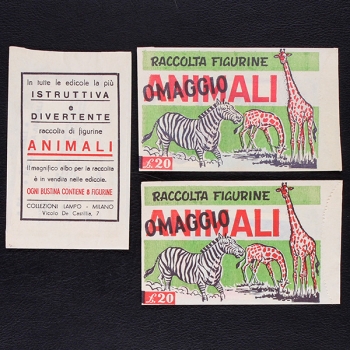 In tutte le edicole la più
ISTRUTTIVA
e
DIVERTENTE
raccolta di figurine
ANIMALI
Il magnifico albo per la raccolta
è in vendita nelle edicole.
OGNI BUSTINA CONTIENE 8 FIGURINE
COLLEZIONI LAMPO - MILANO
Vicolo De Castillia, 7
RACCOLTA FIGURINE
ANIMALI
OMAGGIO
£.20
RACCOLTA FIGURINE
ANIMALI
OMAGGIO
£.20